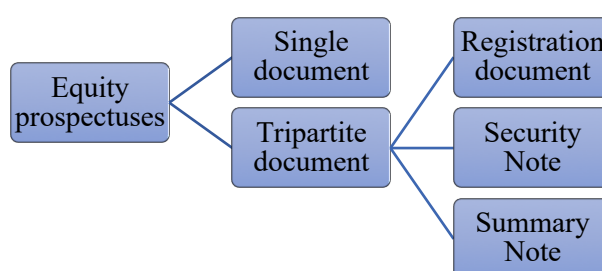 Equity
prospectuses
Single
document
Tripartite
document
Registration
document
Security
Note
Summary
Note